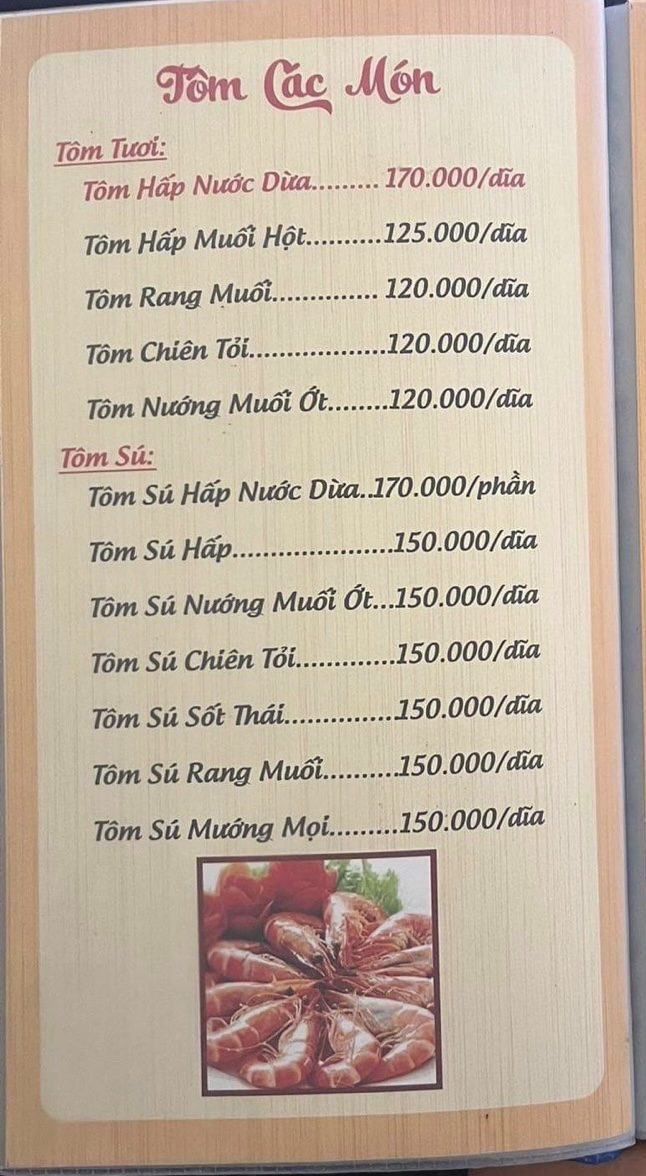 Tôm Các Món
Tôm Tươi:
Tôm Hấp Nước Dừa......... 170.000/dĩa
Tôm Hấp Muối Hột..........125.000/dĩa
Tôm Rang Muối.............. 120.000/dĩa
Tôm Chiên Tỏi...................120.000/dĩa
Tôm Nướng Muối Ớt........120.000/dĩa
Tôm Sú:
Tôm Sú Hấp Nước Dừa..170.000/phần
Tôm Sú Hấp......................150.000/dĩa
Tôm Sú Nướng Muối Ớt...150.000/dĩa
Tôm Sú Chiên Tỏi.............150.000/dĩa
Tôm Sú Sốt Thái...............150.000/dĩa
Tôm Sú Rang Muối..........150.000/dĩa
Tôm Sú Mướng Mọi.........150.000/dĩa